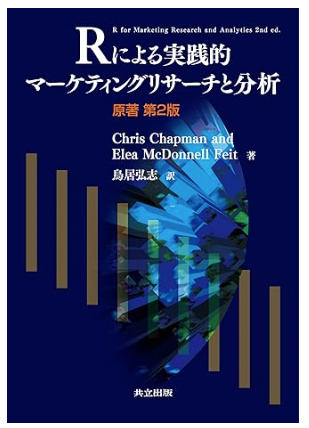 R for Marketing Research and Analytics 2nd ed.
Rによる実践的
マーケティングリサーチと分析
原著 第2版
Chris Chapman and
Elea McDonnell Feit 著
鳥居弘志 訳
共立出版